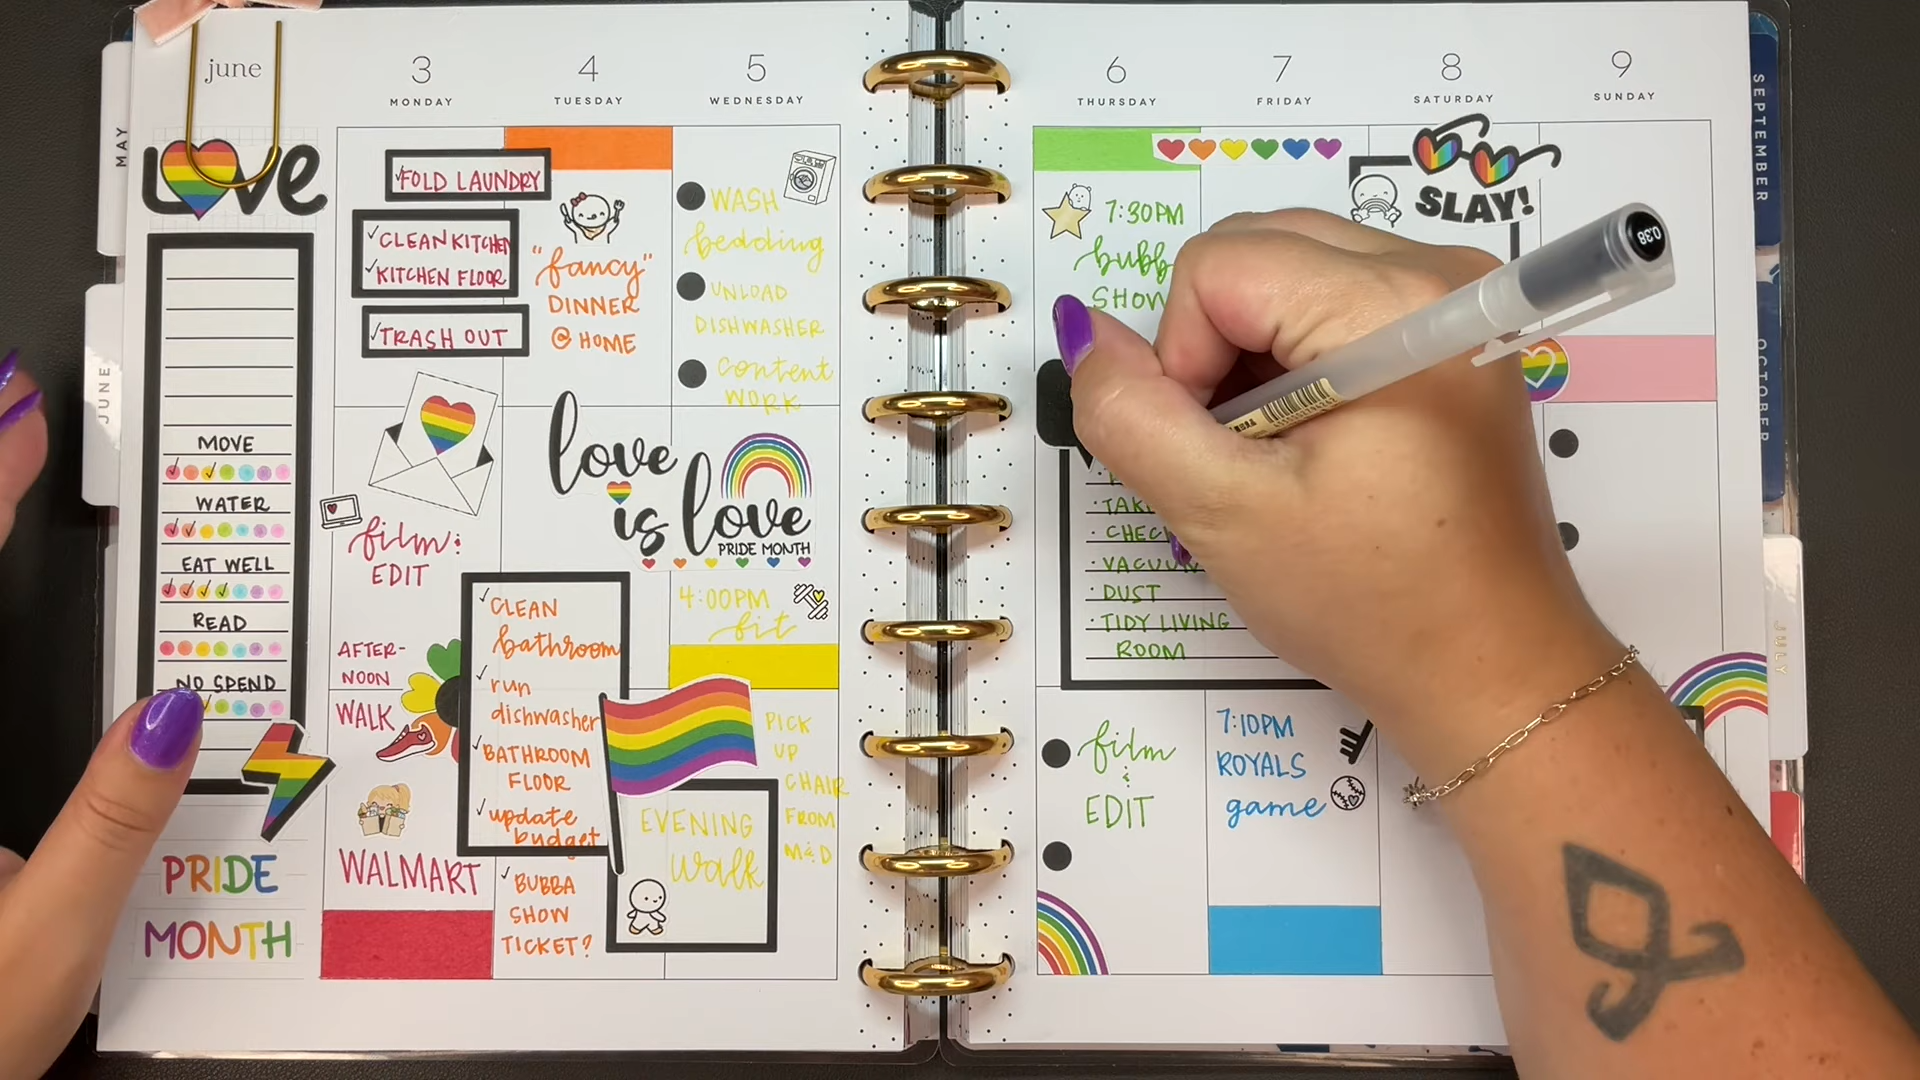 june
3
MONDAY
4
TUESDAY
5
WEDNESDAY
6
THURSDAY
7
FRIDAY
8
SATURDAY
9
SUNDAY
MAY
JUNE
SEPTEMBER
OCTOBER
JULY
LOVE
MOVE
WATER
EAT WELL
READ
NO SPEND
PRIDE
MONTH
FOLD LAUNDRY
CLEAN KITCHEN
KITCHEN FLOOR
TRASH OUT
film &
EDIT
AFTER-
NOON
WALK
WALMART
"fancy"
DINNER
@ HOME
love
is love
PRIDE MONTH
CLEAN
bathroom
run
dishwasher
BATHROOM
FLOOR
update
budget
BUBBA
SHOW
TICKET?
WASH
bedding
UNLOAD
DISHWASHER
content
WORK
4:00PM
fit
PICK
UP
CHAIR
FROM
M&D
EVENING
walk
7:30PM
SHOW
VACUUM
DUST
TIDY LIVING
ROOM
film
&
EDIT
7:10PM
ROYALS
game
SLAY!
0.38